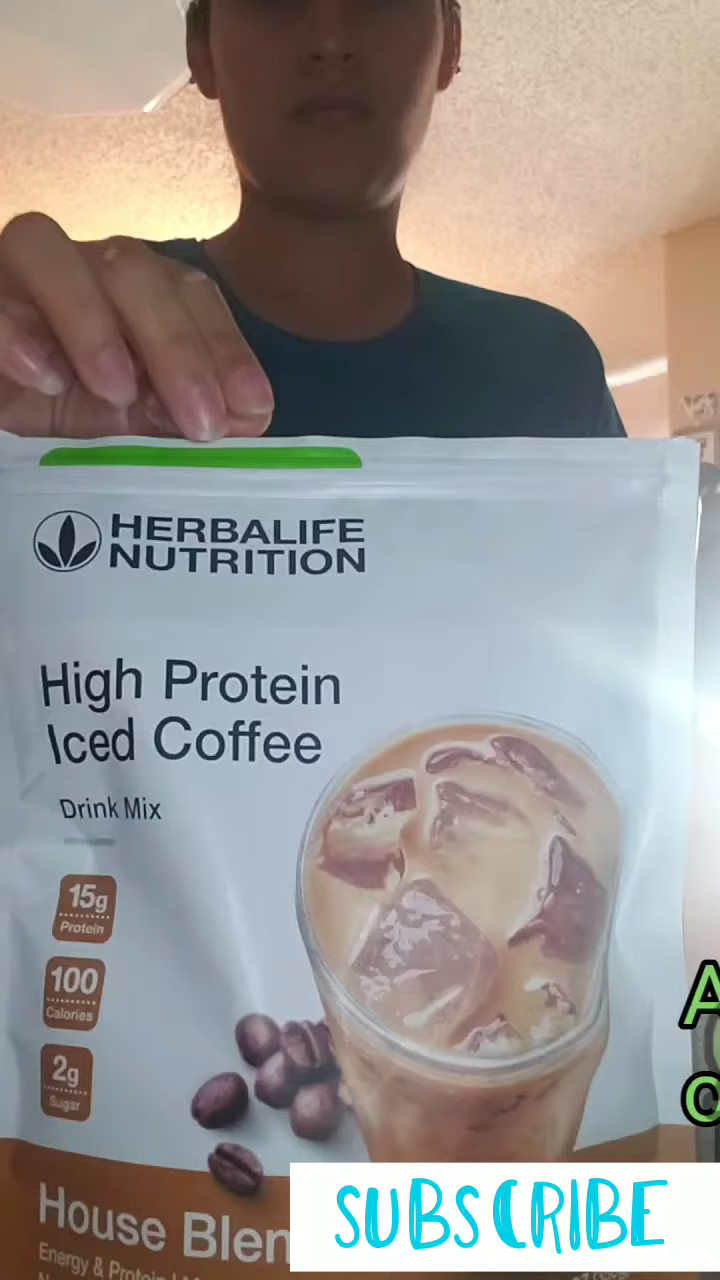 HERBALIFE
NUTRITION
High Protein
Iced Coffee
Drink Mix
15g
Protein
100
Calories
2g
Sugar
House Blen
Energy & Protein
SUBSCRIBE